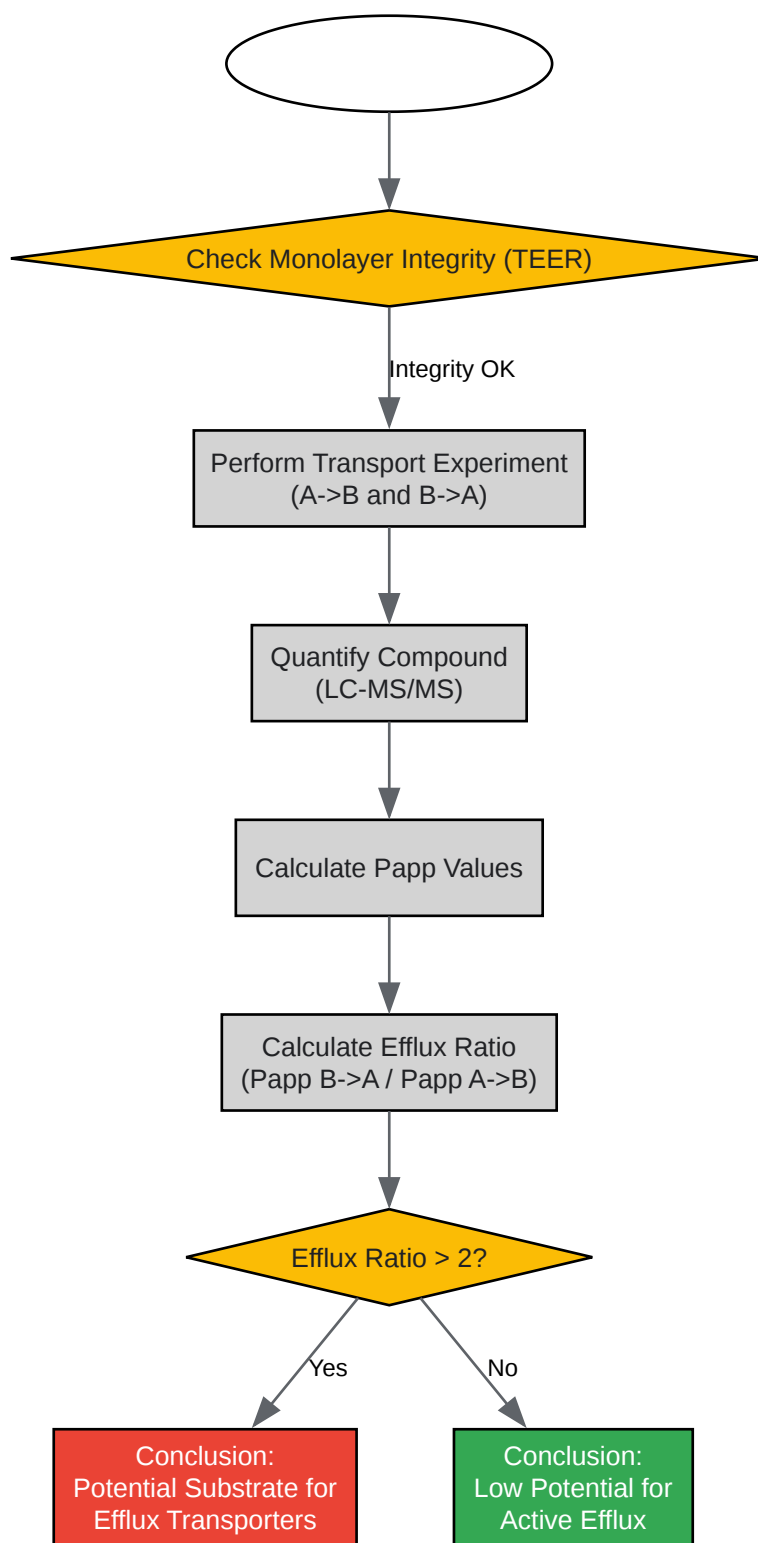 Check Monolayer Integrity (TEER)
Integrity OK
Perform Transport Experiment
(A->B and B->A)
Quantify Compound
(LC-MS/MS)
Calculate Papp Values
Calculate Efflux Ratio
(Papp B->A / Papp A->B)
Efflux Ratio > 2?
Yes
No
Conclusion:
Potential Substrate for
Efflux Transporters
Conclusion:
Low Potential for
Active Efflux